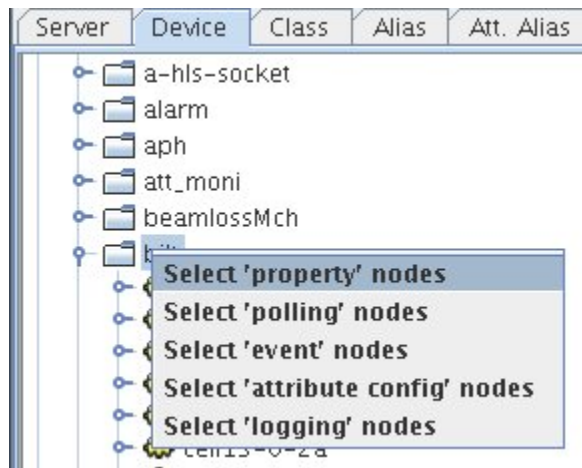 Server Device Class Alias Att. Alias
a-hls-socket
alarm
aph
att_moni
beamlossMch
Select 'property' nodes
Select 'polling' nodes
Select 'event' nodes
Select 'attribute config' nodes
Select 'logging' nodes